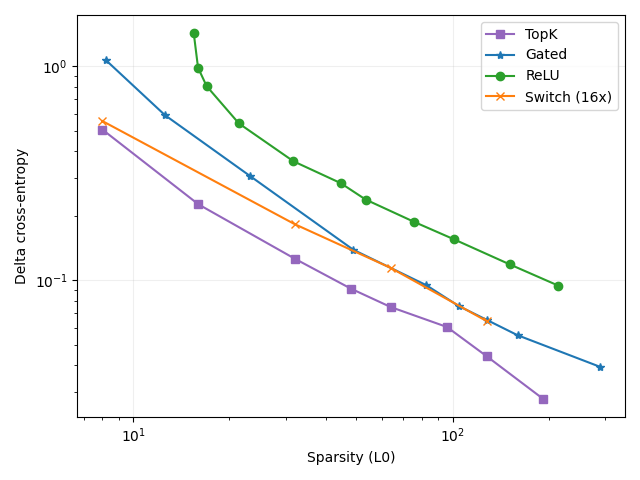 TopK
Gated
ReLU
Switch (16x)
10⁰
10⁻¹
Delta cross-entropy
10¹
10²
Sparsity (L0)